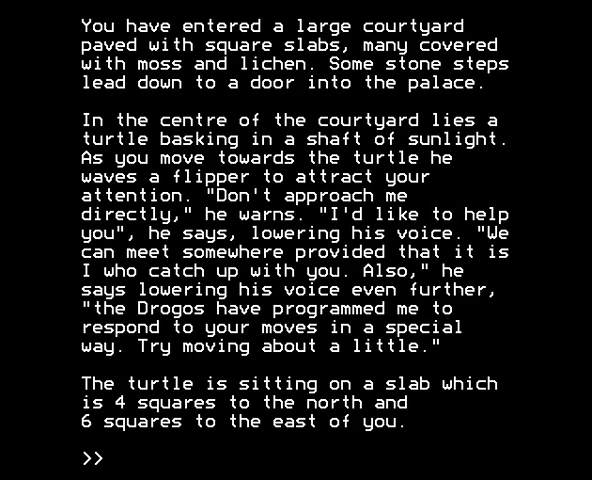 You have entered a large courtyard
paved with square slabs, many covered
with moss and lichen. Some stone steps
lead down to a door into the palace.
In the centre of the courtyard lies a
turtle basking in a shaft of sunlight.
As you move towards the turtle he
waves a flipper to attract your
attention. "Don't approach me
directly," he warns. "I'd like to help
you", he says, lowering his voice. "We
can meet somewhere provided that it is
I who catch up with you. Also," he
says lowering his voice even further,
"the Drogos have programmed me to
respond to your moves in a special
way. Try moving about a little."
The turtle is sitting on a slab which
is 4 squares to the north and
6 squares to the east of you.
>>